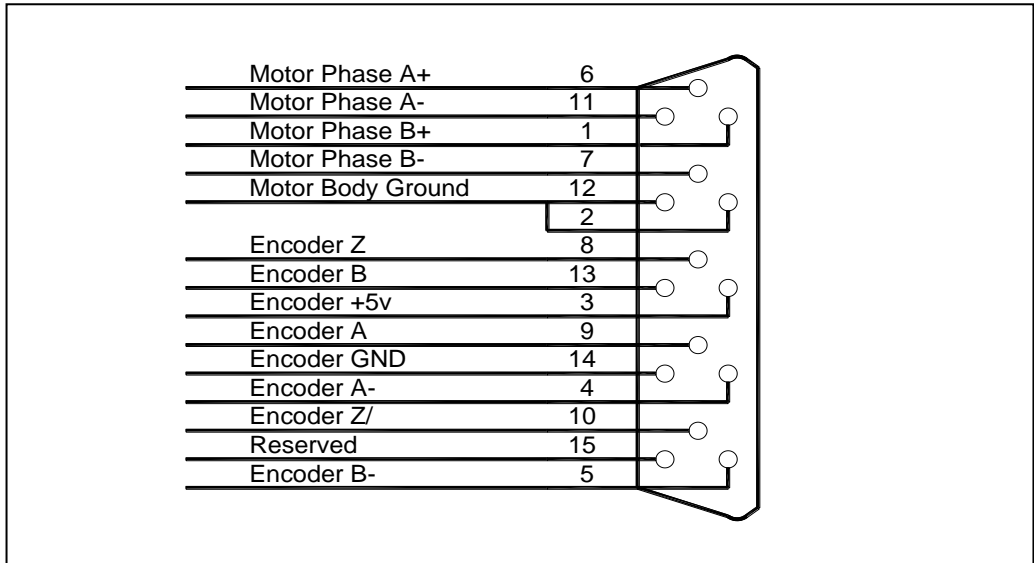 Motor Phase A+ 6
Motor Phase A- 11
Motor Phase B+ 1
Motor Phase B- 7
Motor Body Ground 12
2
Encoder Z 8
Encoder B 13
Encoder +5v 3
Encoder A 9
Encoder GND 14
Encoder A- 4
Encoder Z/ 10
Reserved 15
Encoder B- 5